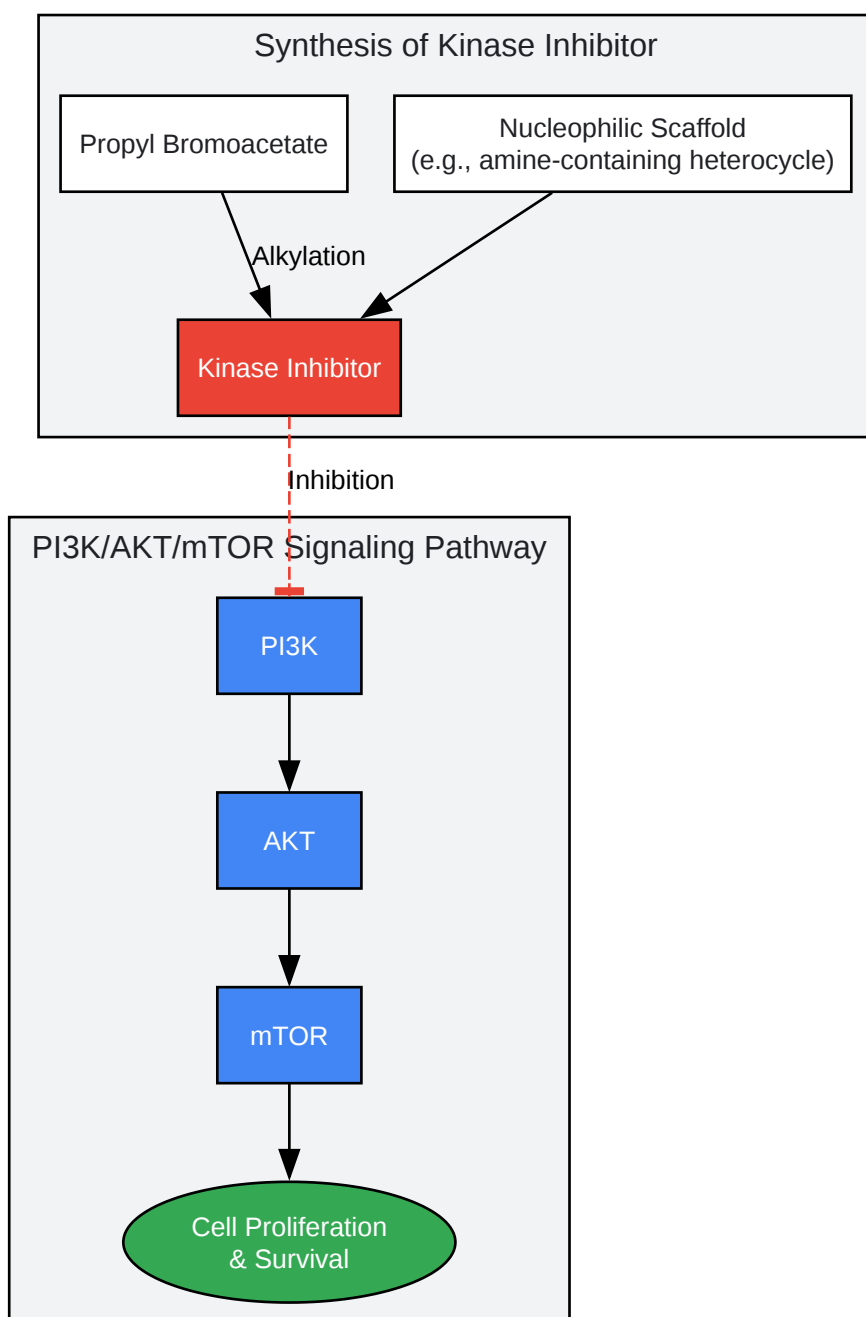 Synthesis of Kinase Inhibitor
Propyl Bromoacetate
Nucleophilic Scaffold
(e.g., amine-containing heterocycle)
Alkylation
Kinase Inhibitor
Inhibition
PI3K/AKT/mTOR Signaling Pathway
PI3K
AKT
mTOR
Cell Proliferation
& Survival